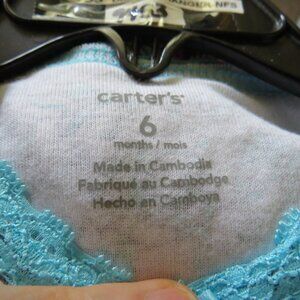 carter's
6
months / mois
Made in Cambodia
Fabriqué au Cambodge
Hecho en Camboya